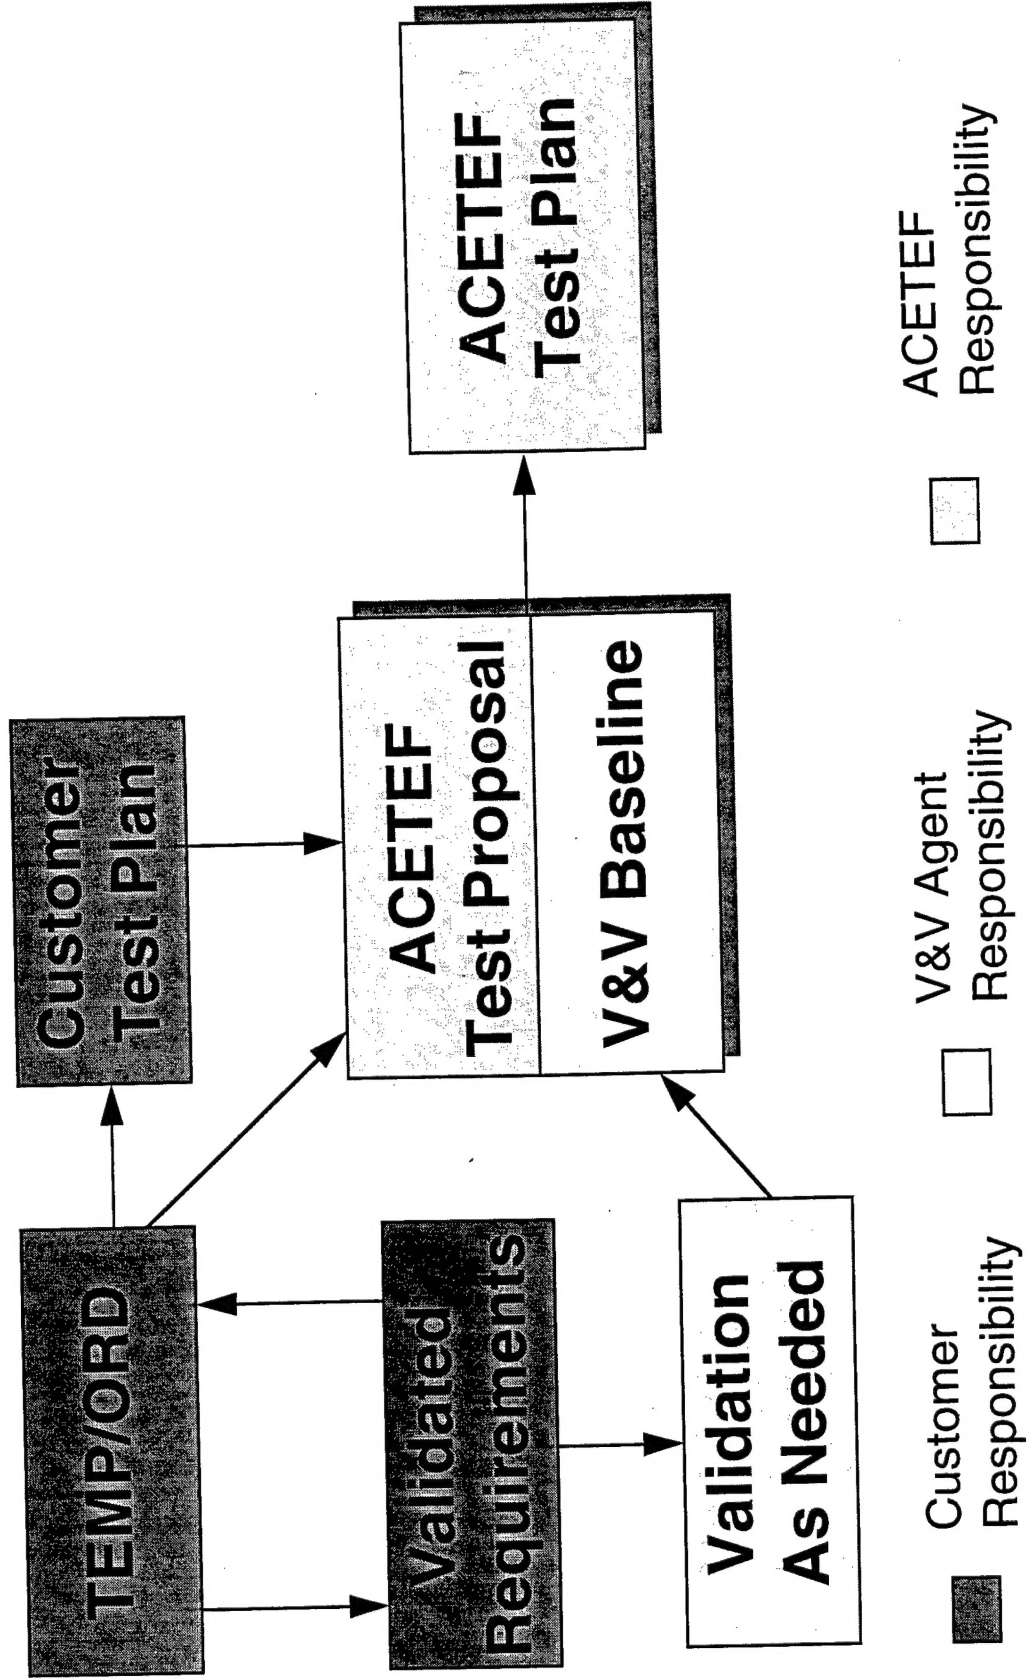 TEMP/ORD
Customer
Test Plan
Validated
Requirements
ACETEF
Test Proposal
V&V Baseline
ACETEF
Test Plan
Validation
As Needed
Customer
Responsibility
V&V Agent
Responsibility
ACETEF
Responsibility